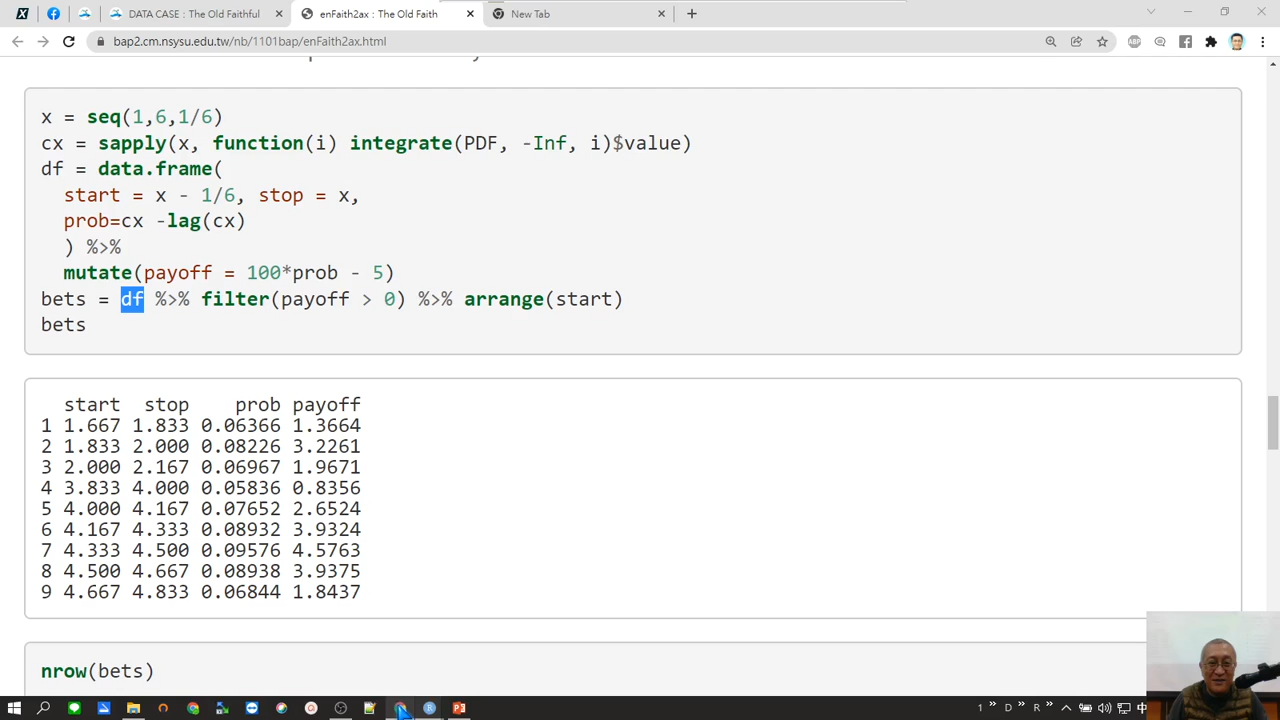 DATA CASE : The Old Faithful
enFaith2ax : The Old Faith
New Tab
bap2.cm.nsysu.edu.tw/nb/1101bap/enFaith2ax.html
x = seq(1,6,1/6)
cx = sapply(x, function(i) integrate(PDF, -Inf, i)$value)
df = data.frame(
start = x - 1/6, stop = x,
prob=cx -lag(cx)
) %>%
mutate(payoff = 100*prob - 5)
bets = df %>% filter(payoff > 0) %>% arrange(start)
bets
start stop prob payoff
1 1.667 1.833 0.06366 1.3664
2 1.833 2.000 0.08226 3.2261
3 2.000 2.167 0.06967 1.9671
4 3.833 4.000 0.05836 0.8356
5 4.000 4.167 0.07652 2.6524
6 4.167 4.333 0.08932 3.9324
7 4.333 4.500 0.09576 4.5763
8 4.500 4.667 0.08938 3.9375
9 4.667 4.833 0.06844 1.8437
nrow(bets)
1 » D » R » 中